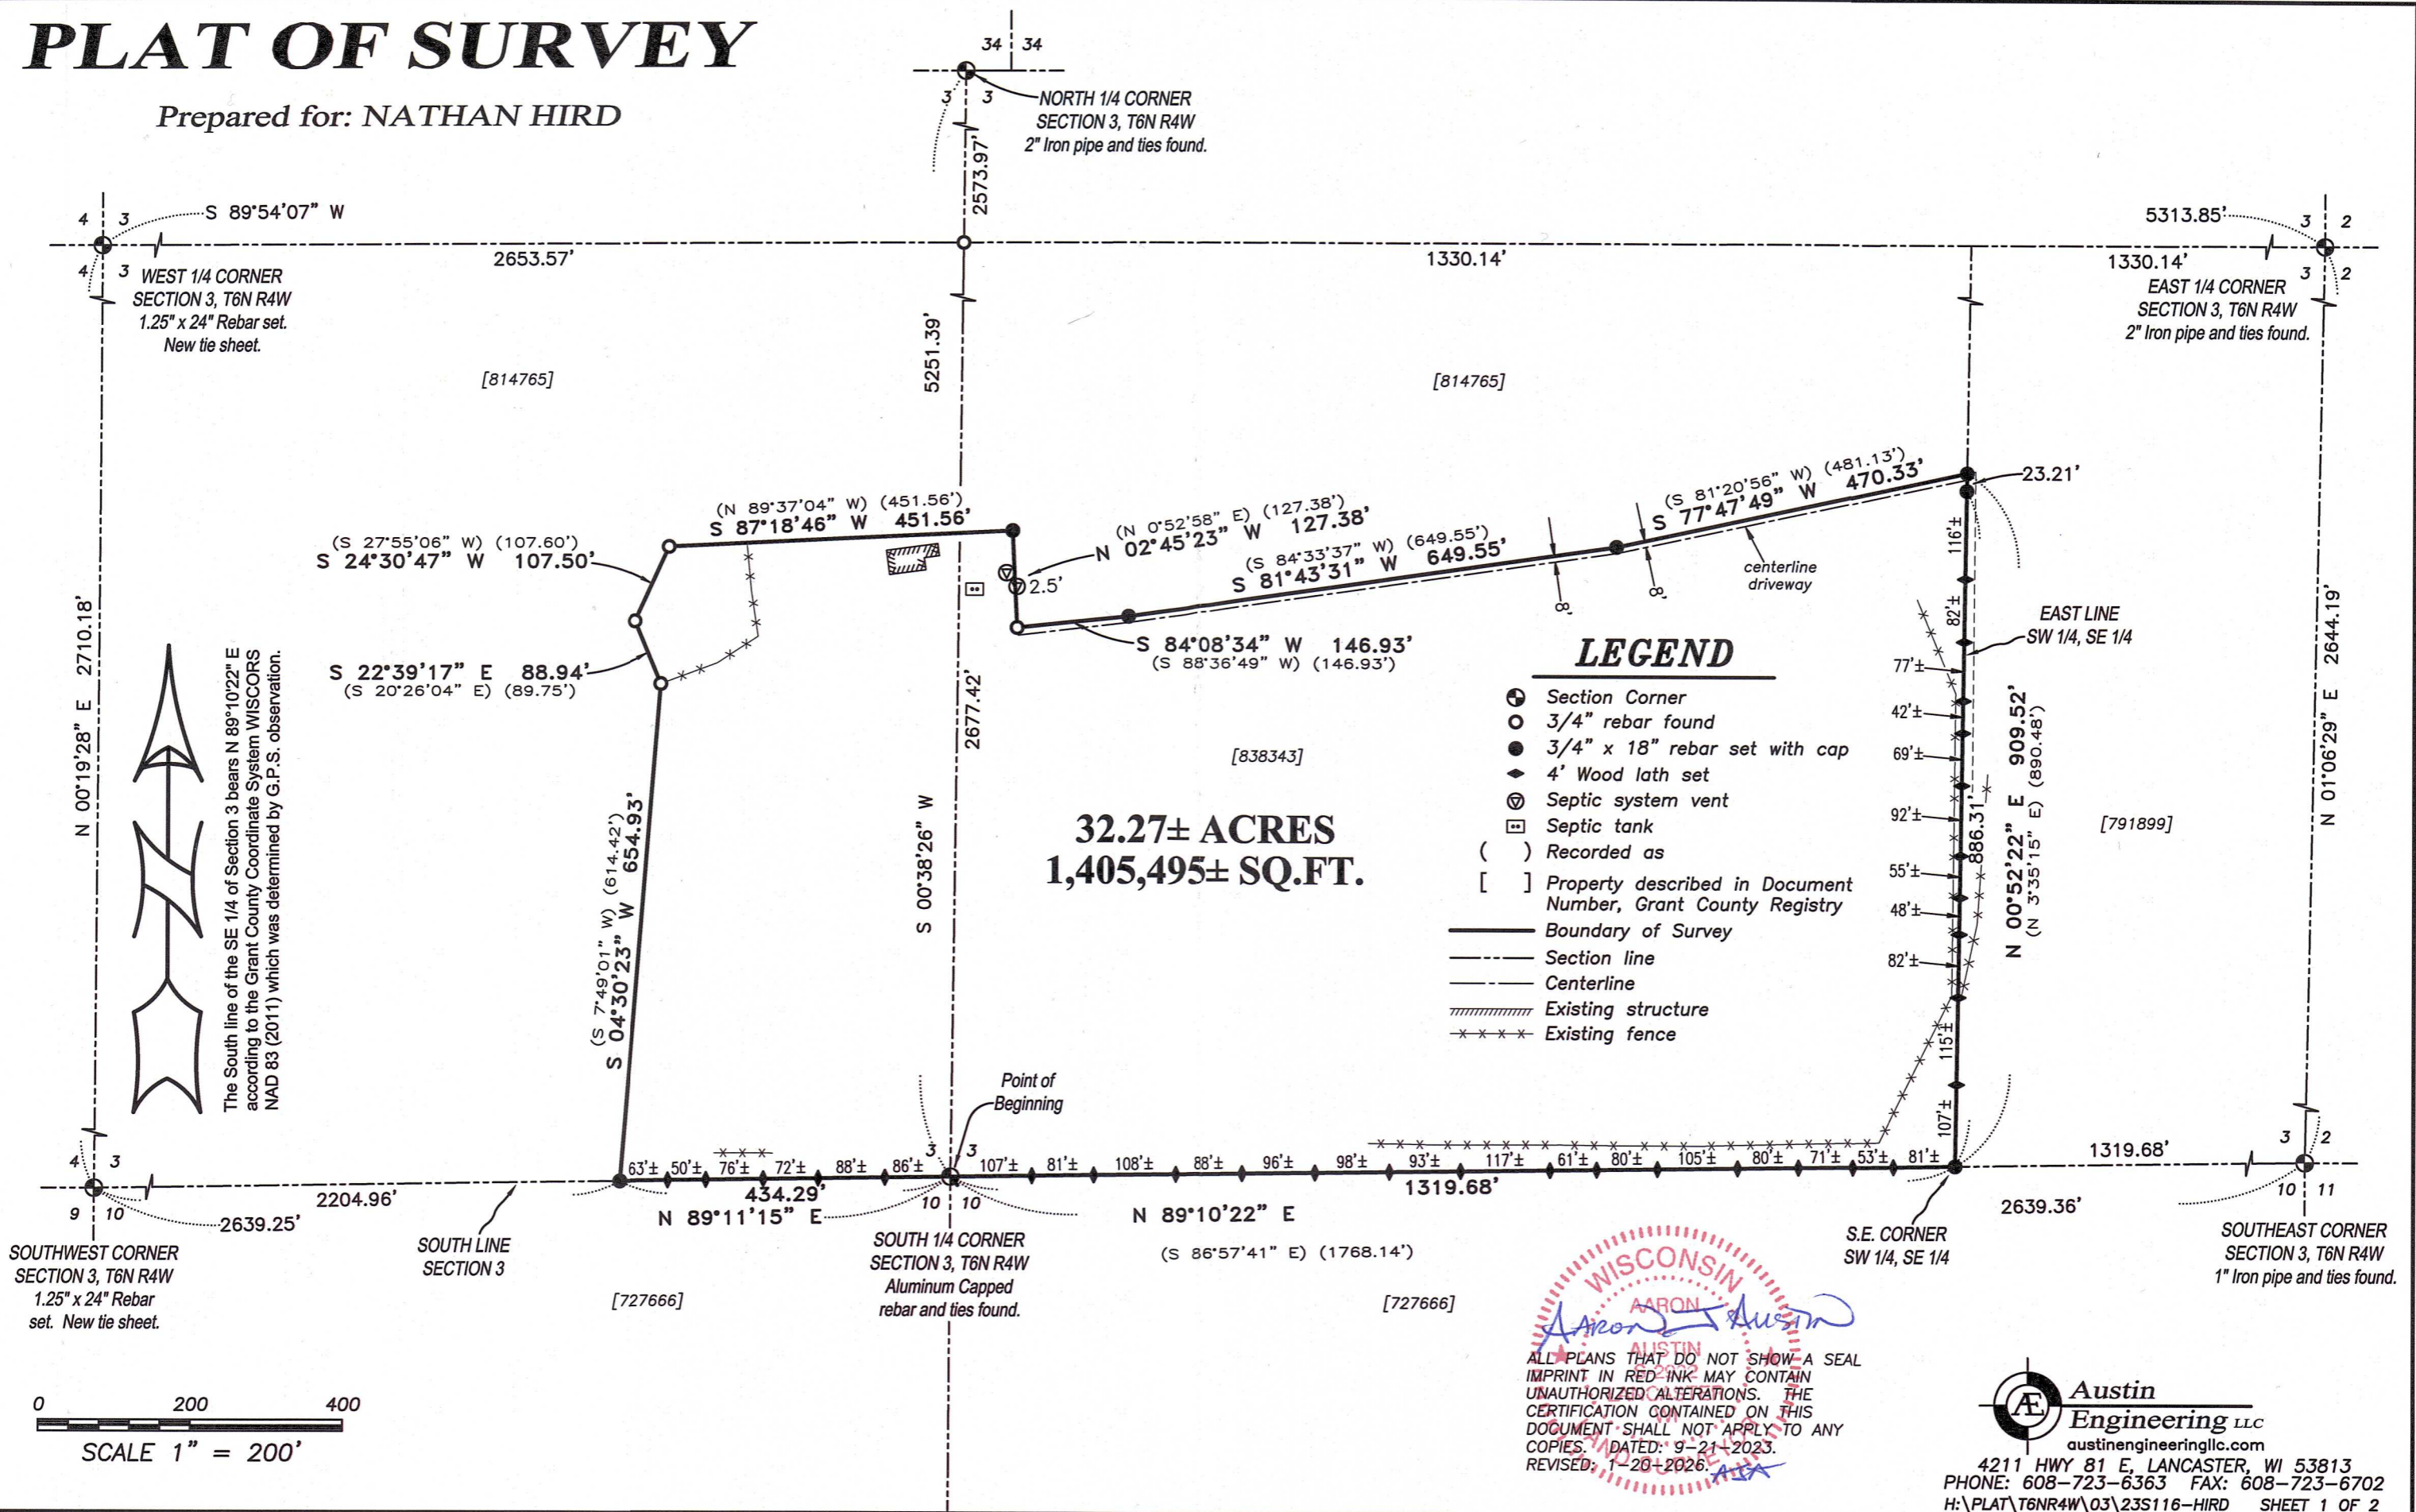 PLAT OF SURVEY
Prepared for: NATHAN HIRD
34 34
3 3
NORTH 1/4 CORNER
SECTION 3, T6N R4W
2" Iron pipe and ties found.
2573.97'
4 3
S 89°54'07" W
4 3
WEST 1/4 CORNER
SECTION 3, T6N R4W
1.25" x 24" Rebar set.
New tie sheet.
2653.57'
1330.14'
5313.85'
3 2
1330.14'
3 2
EAST 1/4 CORNER
SECTION 3, T6N R4W
2" Iron pipe and ties found.
5251.39'
[814765]
[814765]
(N 89°37'04" W) (451.56')
S 87°18'46" W 451.56'
(S 27°55'06" W) (107.60')
S 24°30'47" W 107.50'
S 22°39'17" E 88.94'
(S 20°26'04" E) (89.75')
(N 0°52'58" E) (127.38')
N 02°45'23" W 127.38'
2.5'
(S 84°33'37" W) (649.55')
S 81°43'31" W 649.55'
(S 81°20'56" W) (481.13')
S 77°47'49" W 470.33'
S 84°08'34" W 146.93'
(S 88°36'49" W) (146.93')
8'
8'
centerline
driveway
23.21'
116'±
82'±
EAST LINE
SW 1/4, SE 1/4
77'±
42'±
69'±
92'±
55'±
48'±
82'±
115'±
107'±
886.31'
N 00°52'22" E 909.52'
(N 3°35'15" E) (890.48')
N 01°06'29" E 2644.19'
[791899]
N 00°19'28" E 2710.18'
The South line of the SE 1/4 of Section 3 bears N 89°10'22" E
according to the Grant County Coordinate System WISCORS
NAD 83 (2011) which was determined by G.P.S. observation.
(S 7°49'01" W) (614.42')
S 04°30'23" W 654.93'
2677.42'
S 00°38'26" W
[838343]
32.27± ACRES
1,405,495± SQ.FT.
LEGEND
Section Corner
3/4" rebar found
3/4" x 18" rebar set with cap
4' Wood lath set
Septic system vent
Septic tank
( ) Recorded as
[ ] Property described in Document
Number, Grant County Registry
Boundary of Survey
Section line
Centerline
Existing structure
Existing fence
Point of
Beginning
4 3
9 10
2204.96'
2639.25'
SOUTHWEST CORNER
SECTION 3, T6N R4W
1.25" x 24" Rebar
set. New tie sheet.
SOUTH LINE
SECTION 3
63'± 50'± 76'± 72'± 88'± 86'±
3 3
107'± 81'± 108'± 88'± 96'± 98'± 93'± 117'± 61'± 80'± 105'± 80'± 71'± 53'± 81'±
434.29'
N 89°11'15" E
10 10
1319.68'
N 89°10'22" E
(S 86°57'41" E) (1768.14')
SOUTH 1/4 CORNER
SECTION 3, T6N R4W
Aluminum Capped
rebar and ties found.
[727666]
[727666]
1319.68'
3 2
10 11
2639.36'
S.E. CORNER
SW 1/4, SE 1/4
SOUTHEAST CORNER
SECTION 3, T6N R4W
1" Iron pipe and ties found.
0 200 400
SCALE 1" = 200'
WISCONSIN
AARON
AUSTIN
LANCASTER
WI
LAND SURVEYOR
Aaron J Austin
ALL PLANS THAT DO NOT SHOW A SEAL
IMPRINT IN RED INK MAY CONTAIN
UNAUTHORIZED ALTERATIONS. THE
CERTIFICATION CONTAINED ON THIS
DOCUMENT SHALL NOT APPLY TO ANY
COPIES. DATED: 9-21-2023.
REVISED: 1-20-2026. AJA
AE
Austin
Engineering LLC
austinengineeringllc.com
4211 HWY 81 E, LANCASTER, WI 53813
PHONE: 608-723-6363 FAX: 608-723-6702
H:\PLAT\T6NR4W\03\23S116-HIRD SHEET 1 OF 2